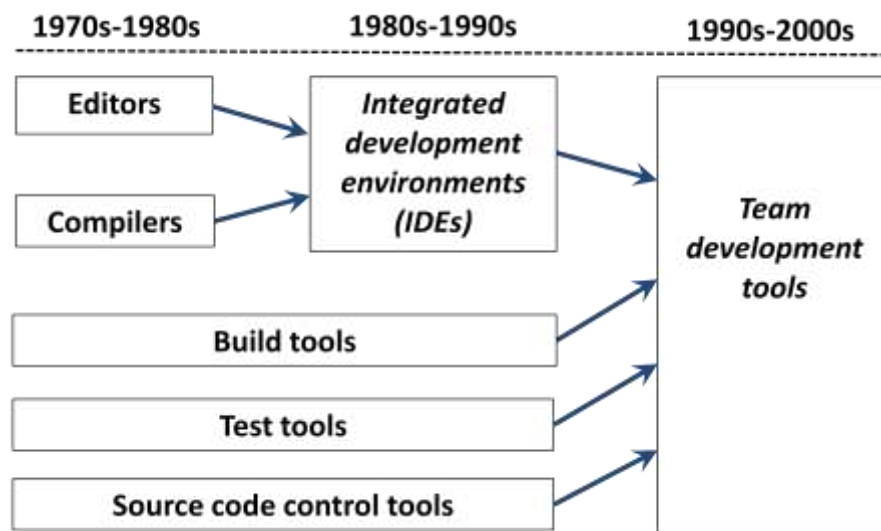 1970s-1980s
1980s-1990s
1990s-2000s
Editors
Integrated
development
environments
(IDEs)
Compilers
Team
development
tools
Build tools
Test tools
Source code control tools